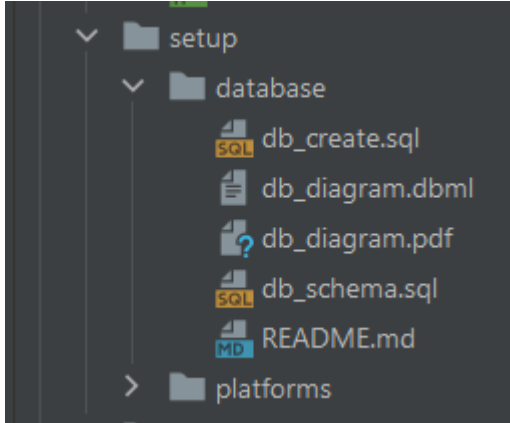 setup
database
SQL db_create.sql
db_diagram.dbml
db_diagram.pdf
SQL db_schema.sql
MD README.md
platforms